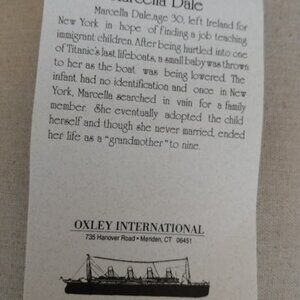 Marcella Dale
Marcella Dale,age 30, left Ireland for
New York in hope of finding a job teaching
immigrant children. After being hurtled into one
of Titanic's last lifeboats, a small baby was thrown
to her as the boat was being lowered. The
infant had no identification and once in New
York, Marcella searched in vain for a family
member. She eventually adopted the child
herself and though she never married, ended
her life as a "grandmother" to nine.
OXLEY INTERNATIONAL
735 Hanover Road • Meriden, CT 06451